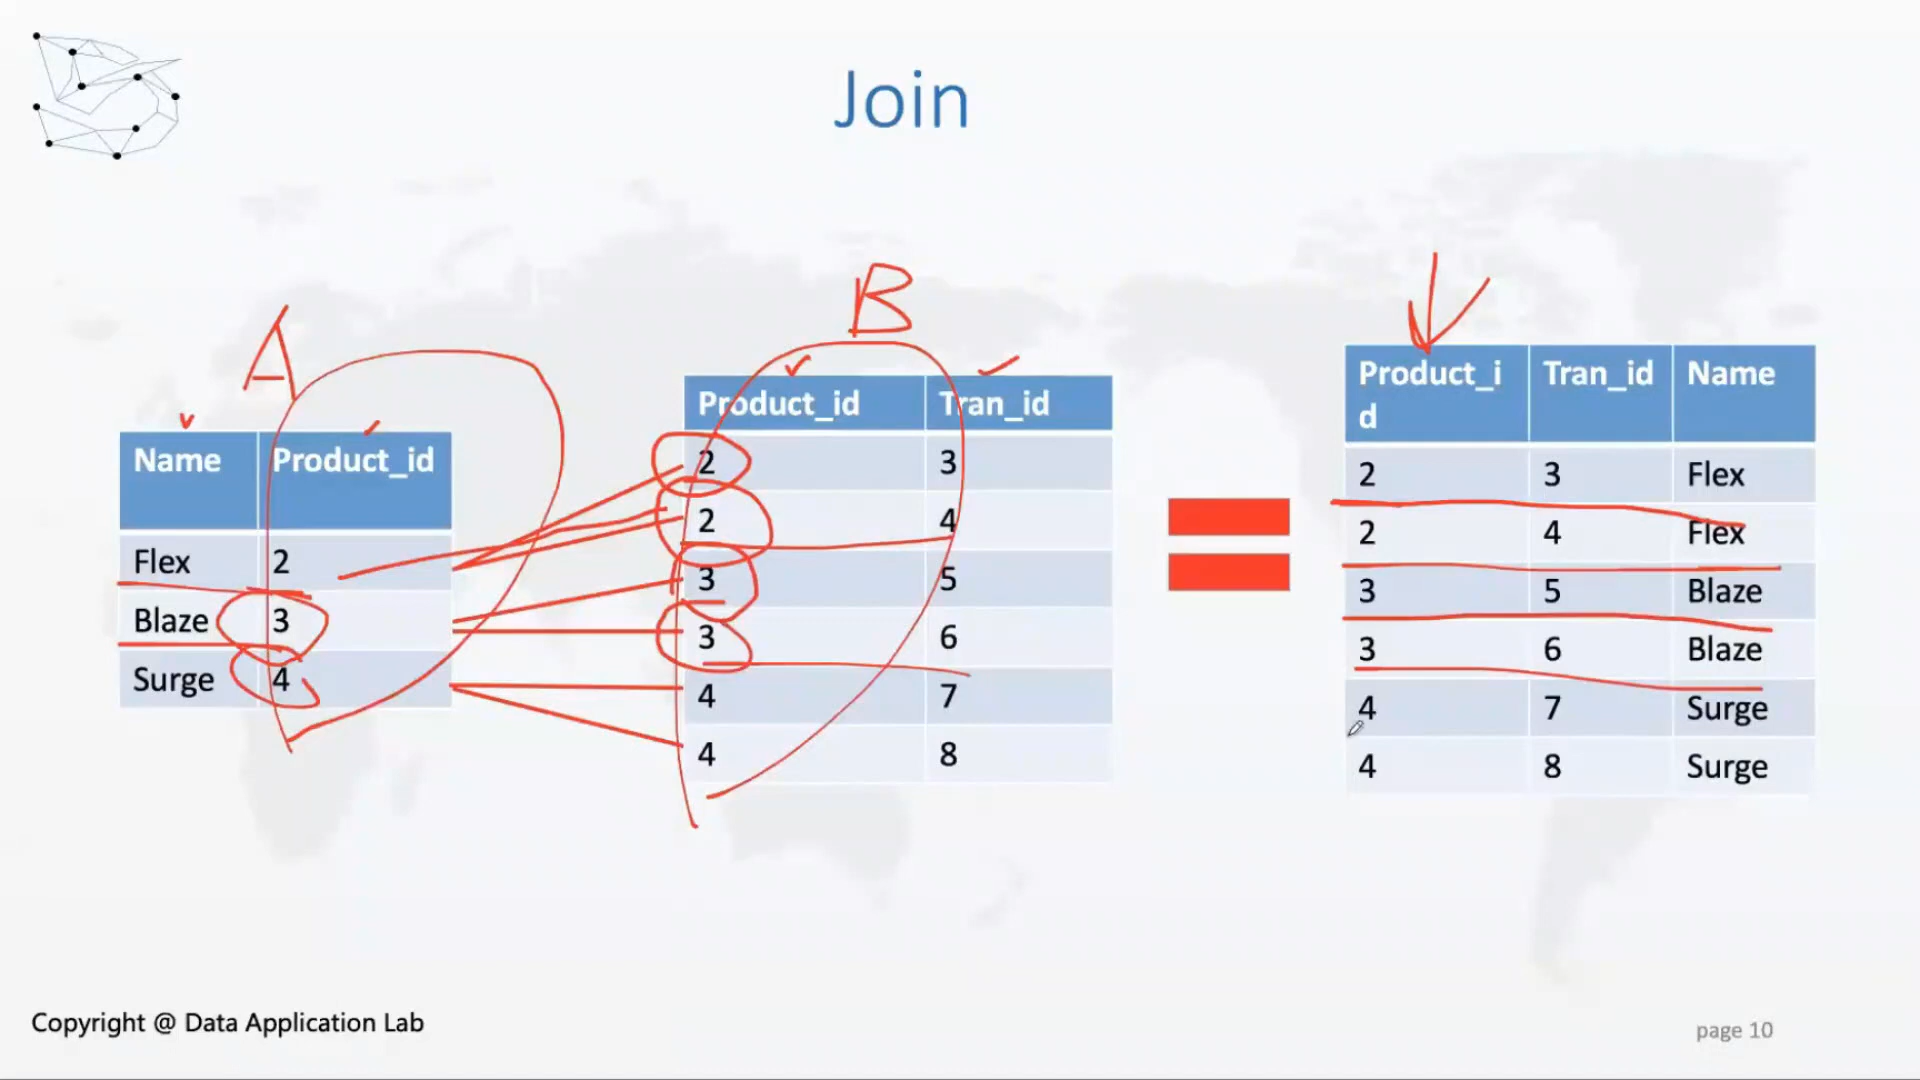 Join
A
B
Name Product_id
Flex 2
Blaze 3
Surge 4
Product_id Tran_id
2 3
2 4
3 5
3 6
4 7
4 8
Product_i
d Tran_id Name
2 3 Flex
2 4 Flex
3 5 Blaze
3 6 Blaze
4 7 Surge
4 8 Surge
Copyright @ Data Application Lab
page 10